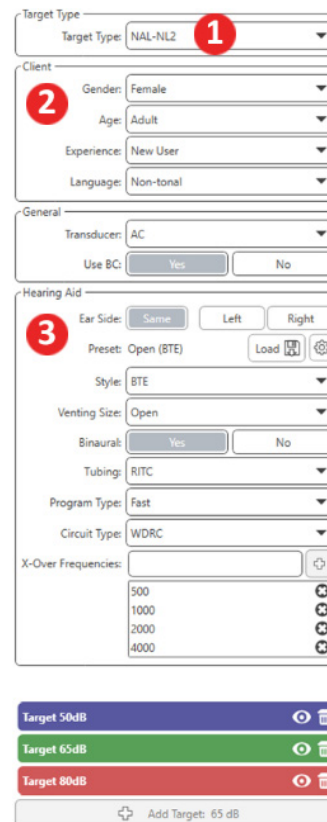 Target Type
Target Type: NAL-NL2 1
Client
2
Gender: Female
Age: Adult
Experience: New User
Language: Non-tonal
General
Transducer: AC
Use BC: Yes No
Hearing Aid
3
Ear Side: Same Left Right
Preset: Open (BTE) Load
Style: BTE
Venting Size: Open
Binaural: Yes No
Tubing: RITC
Program Type: Fast
Circuit Type: WDRC
X-Over Frequencies:
500
1000
2000
4000
Target 50dB
Target 65dB
Target 80dB
Add Target: 65 dB